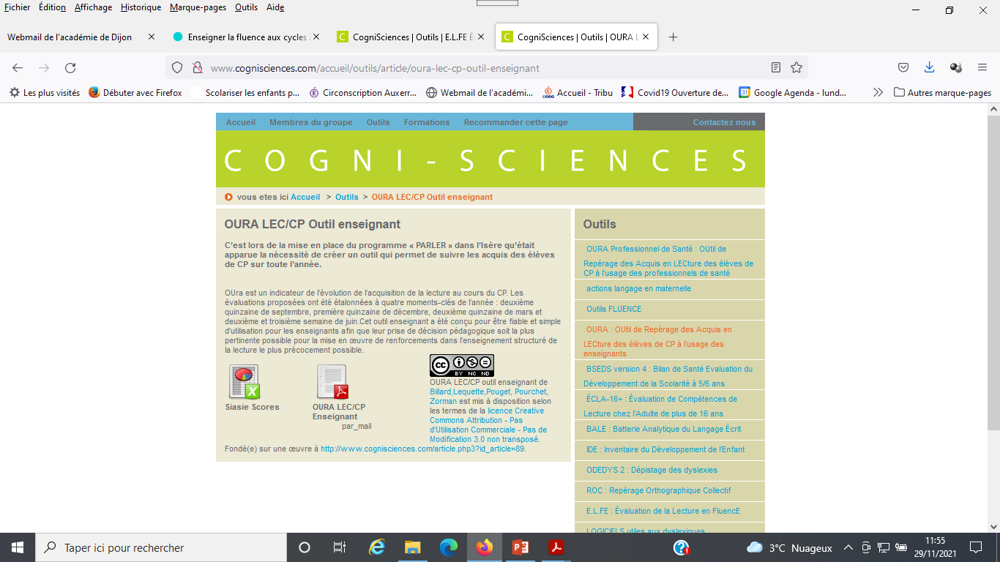 Fichier Édition Affichage Historique Marque-pages Outils Aide
Webmail de l'académie de Dijon
Enseigner la fluence aux cycles
CogniSciences | Outils | E.L.FE É
CogniSciences | Outils | OURA L
www.cognisciences.com/accueil/outils/article/oura-lec-cp-outil-enseignant
Les plus visités Débuter avec Firefox Scolariser les enfants p... Circonscription Auxerr... Webmail de l'académi... Accueil - Tribu Covid19 Ouverture de... Google Agenda - lund... Autres marque-pages
Accueil Membres du groupe Outils Formations Recommander cette page Contactez nous
COGNI-SCIENCES
vous etes ici Accueil > Outils > OURA LEC/CP Outil enseignant
OURA LEC/CP Outil enseignant
C'est lors de la mise en place du programme « PARLER » dans l'Isère qu'était
apparue la nécessité de créer un outil qui permet de suivre les acquis des élèves
de CP sur toute l'année.
OUra est un indicateur de l'évolution de l'acquisition de la lecture au cours du CP. Les
évaluations proposées ont été étalonnées à quatre moments-clés de l'année : deuxième
quinzaine de septembre, première quinzaine de décembre, deuxième quinzaine de mars et
deuxième et troisième semaine de juin.Cet outil enseignant a été conçu pour être fiable et simple
d'utilisation pour les enseignants afin que leur prise de décision pédagogique soit la plus
pertinente possible pour la mise en œuvre de renforcements dans l'enseignement structuré de
la lecture le plus précocement possible.
Siasie Scores
OURA LEC/CP
Enseignant
par_mail
cc
BY NC ND
OURA LEC/CP outil enseignant de
Billard,Lequette,Pouget, Pourchet,
Zorman est mis à disposition selon
les termes de la licence Creative
Commons Attribution - Pas
d'Utilisation Commerciale - Pas de
Modification 3.0 non transposé.
Fondé(e) sur une œuvre à http://www.cognisciences.com/article.php3?id_article=89.
Outils
OURA Professionnel de Santé : OUtil de
Repérage des Acquis en LECture des élèves de
CP à l'usage des professionnels de santé
actions langage en maternelle
Outils FLUENCE
OURA : OUtil de Repérage des Acquis en
LECture des élèves de CP à l'usage des
enseignants
BSEDS version 4 : Bilan de Santé Evaluation du
Développement de la Scolarité à 5/6 ans
ÉCLA-16+ : Évaluation de Compétences de
Lecture chez l'Adulte de plus de 16 ans
BALE : Batterie Analytique du Langage Écrit
IDE : Inventaire du Développement de l'Enfant
ODEDYS 2 : Dépistage des dyslexies
ROC : Repérage Orthographique Collectif
E.L.FE : Évaluation de la Lecture en FluencE
LOGICIELS utiles aux dyslexiques
Taper ici pour rechercher
3°C Nuageux
11:55
29/11/2021